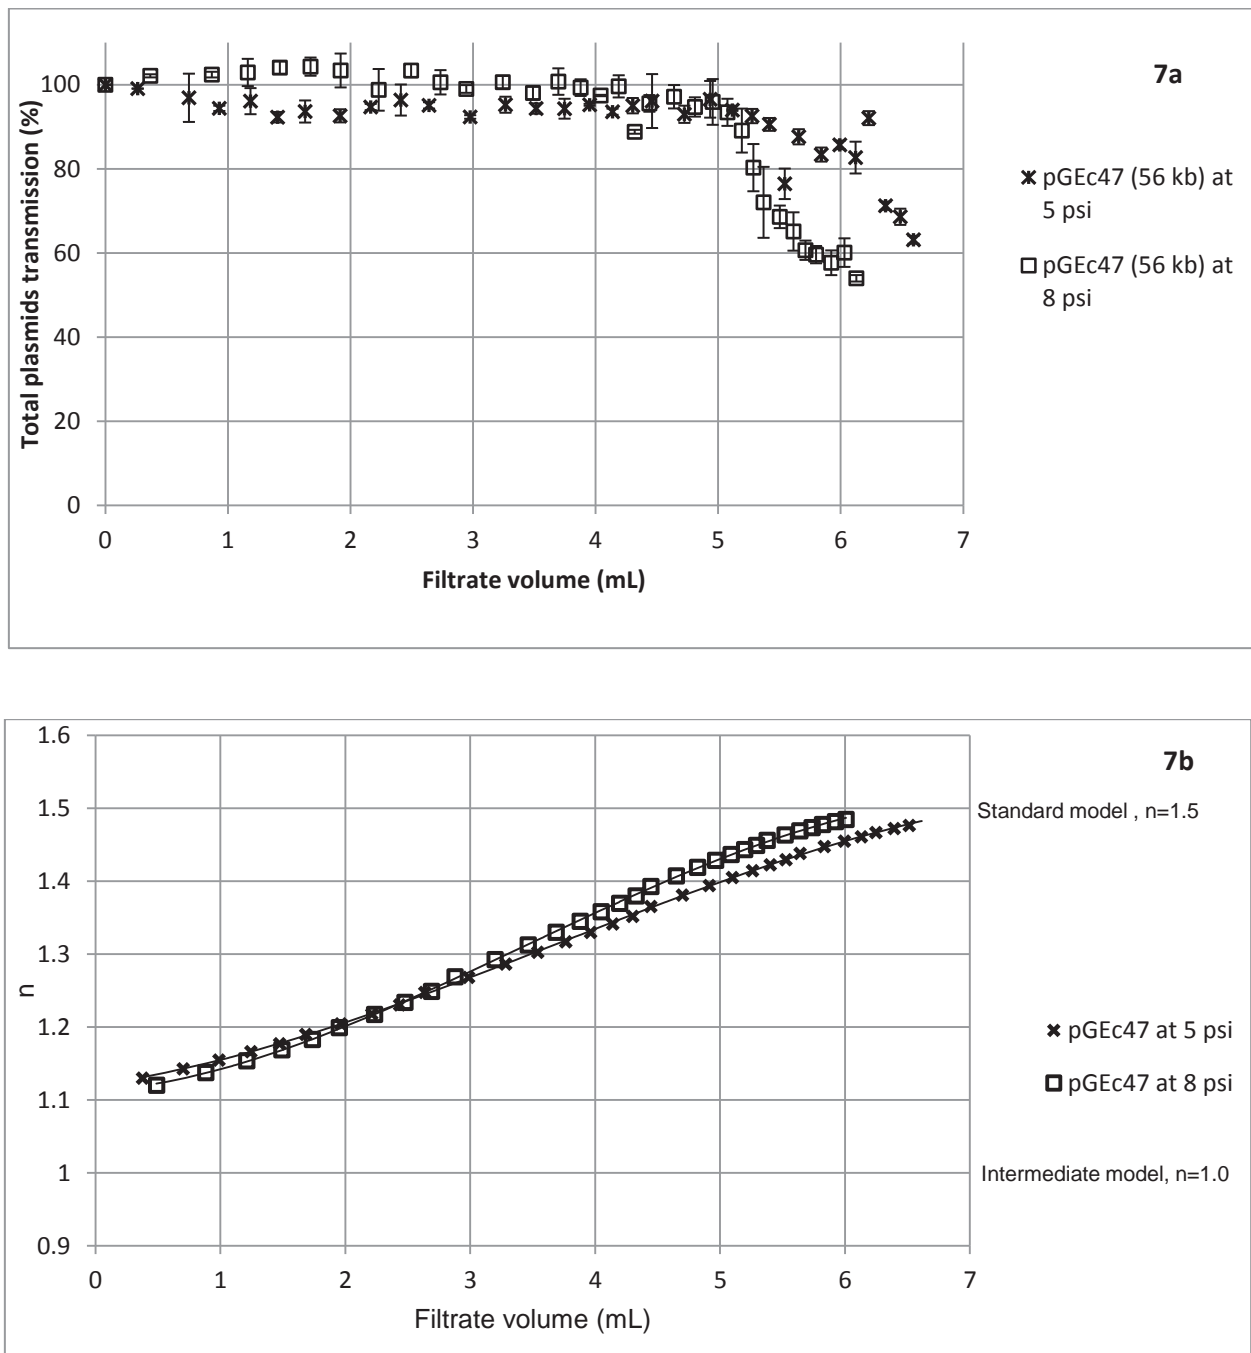 7a
Total plasmids transmission (%)
100
80
60
40
20
0
0 1 2 3 4 5 6 7
Filtrate volume (mL)
pGEc47 (56 kb) at
5 psi
pGEc47 (56 kb) at
8 psi
7b
n
1.6
1.5
1.4
1.3
1.2
1.1
1
0.9
0 1 2 3 4 5 6 7
Filtrate volume (mL)
Standard model , n=1.5
pGEc47 at 5 psi
pGEc47 at 8 psi
Intermediate model, n=1.0